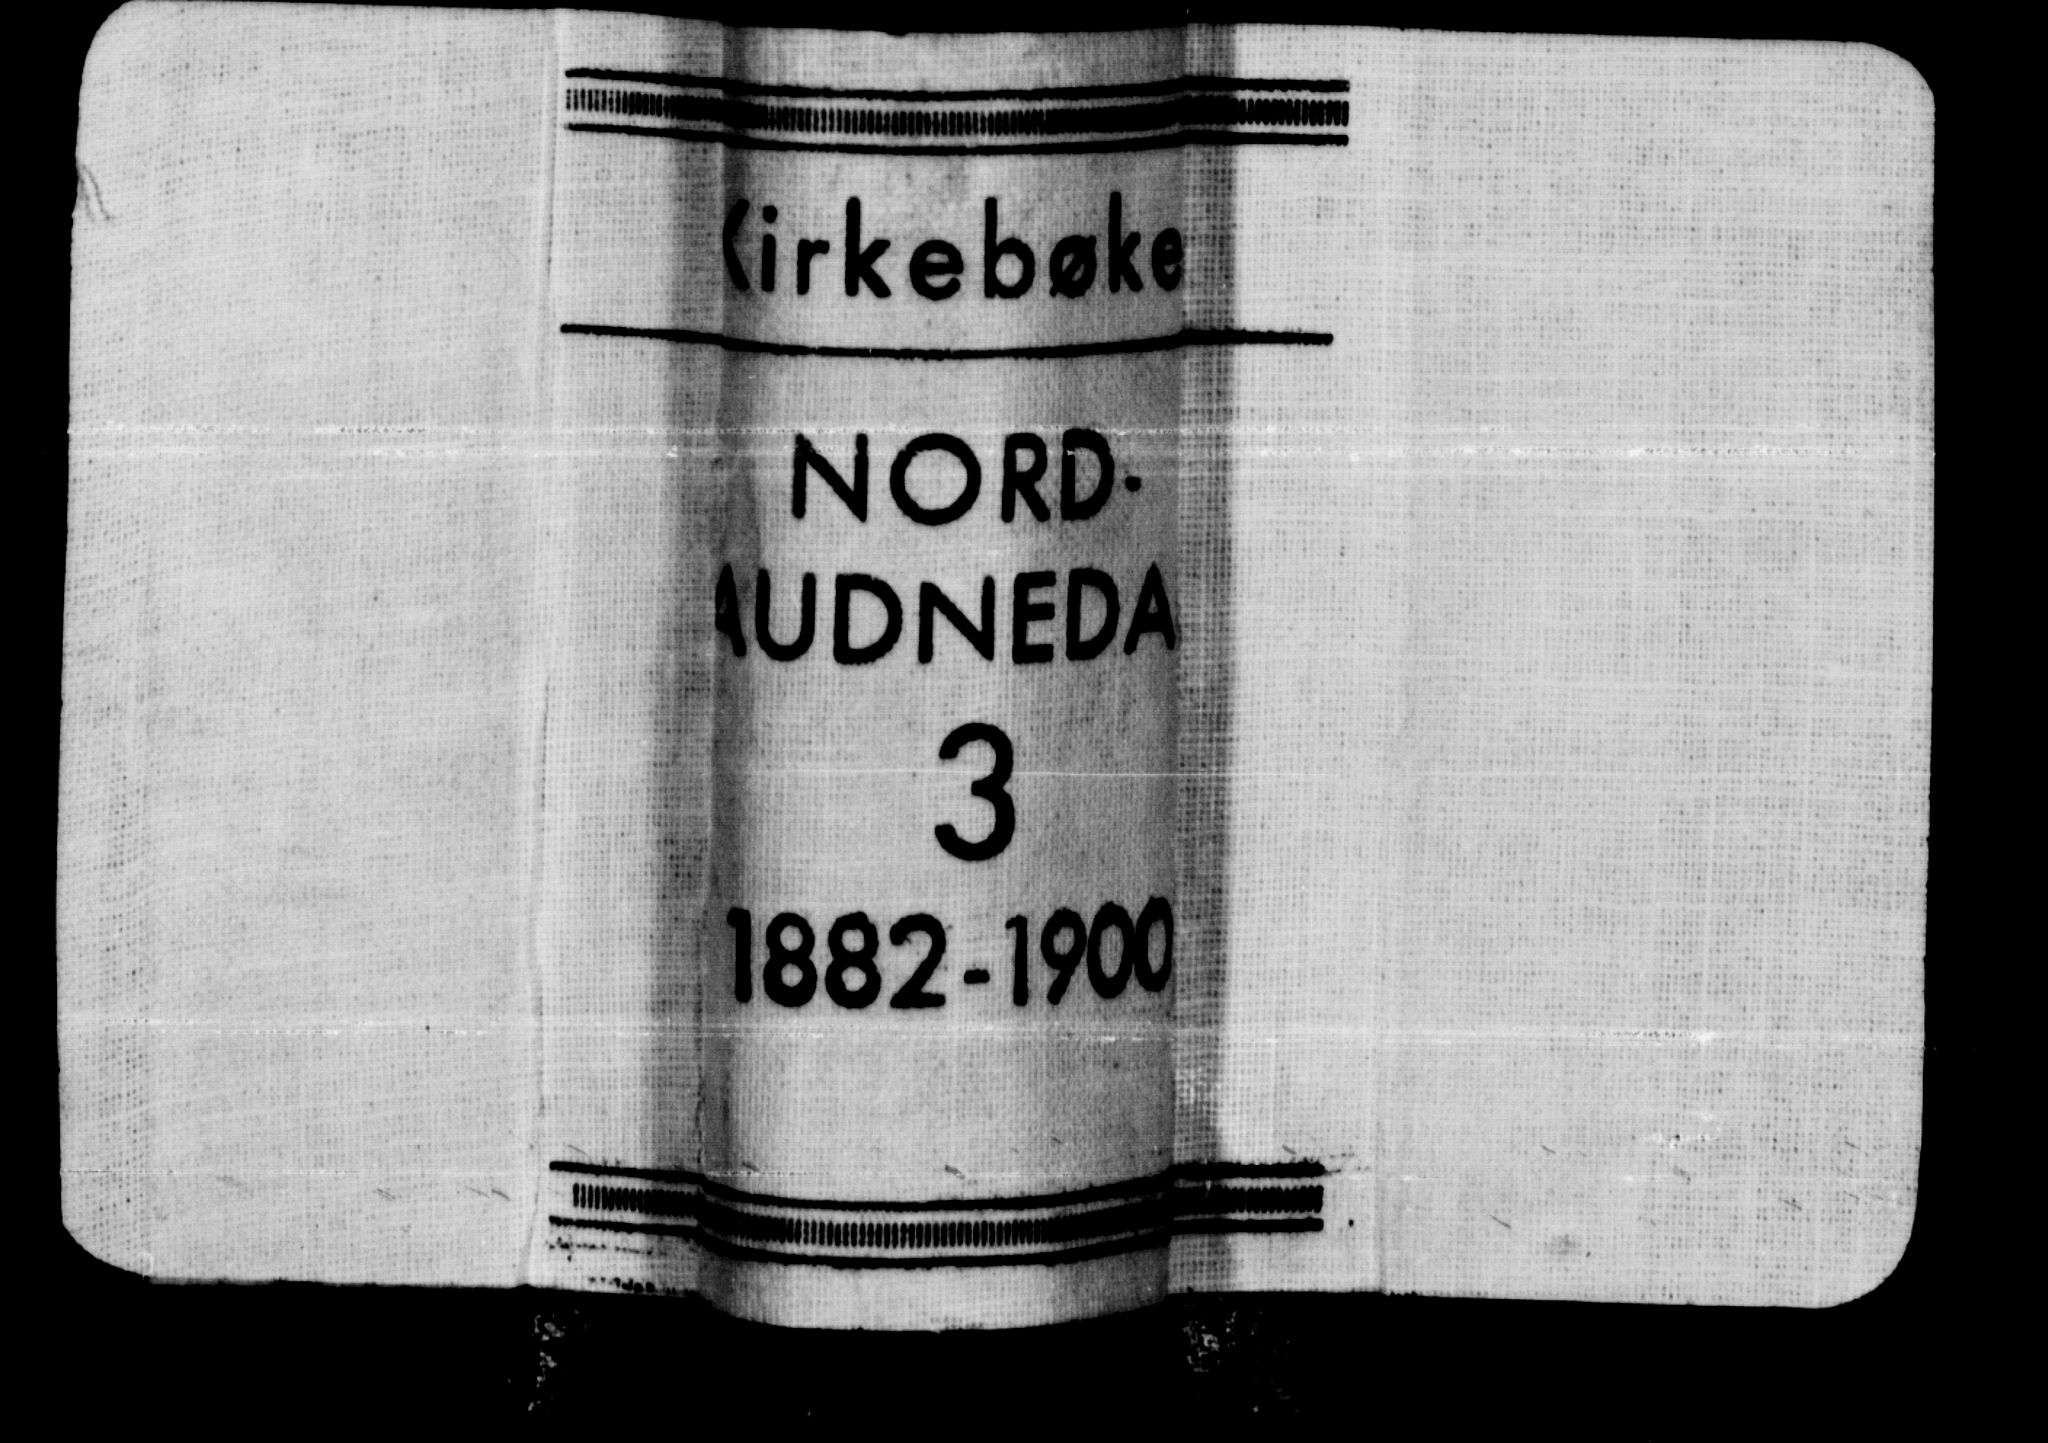 Kirkebøke
NORD-
AUDNEDA
3
1882-1900